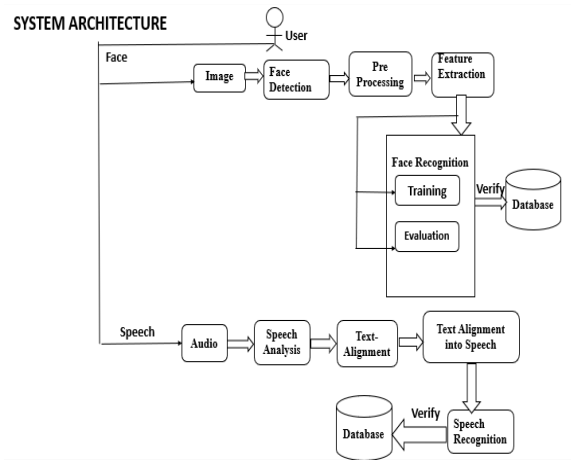 SYSTEM ARCHITECTURE
User
Face
Image
Face
Detection
Pre
Processing
Feature
Extraction
Face Recognition
Training
Evaluation
Verify
Database
Speech
Audio
Speech
Analysis
Text-
Alignment
Text Alignment
into Speech
Speech
Recognition
Verify
Database